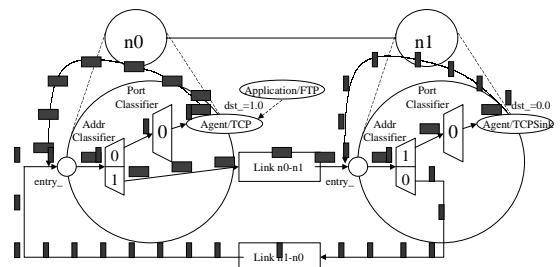 n0
n1
Application/FTP
Port
Classifier
dst_=1.0
Port
Classifier
dst_=0.0
Addr
Classifier
0
Agent/TCP
Addr
Classifier
0
Agent/TCPSink
0
1
1
0
entry_
Link n0-n1
entry_
Link n1-n0